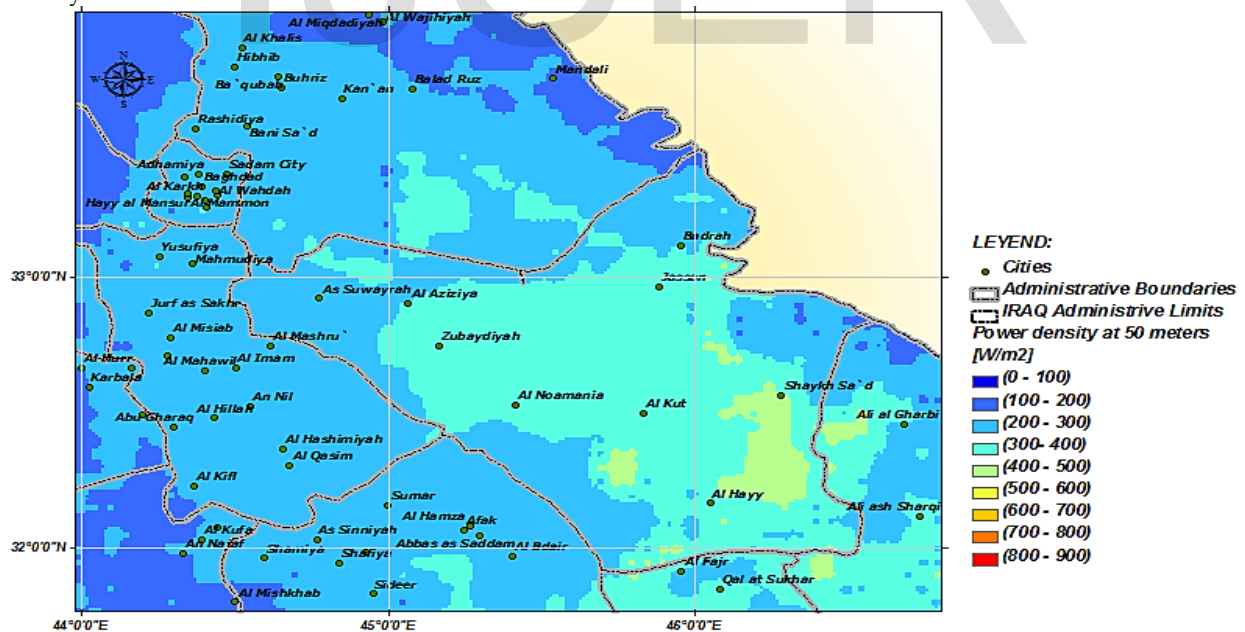 Al Miqdadiyah Al Wajihiyah
Al Khalis
Hibhib
Ba`qubah Buhriz
Kan`an
Balad Ruz
Mandali
N
W E
S
Rashidiya
Bani Sa`d
Adhamiya
Sadam City
Baghdad
Al Karkh
Al Wahdah
Hayy al Mansur
Al Mammon
Yusufiya
Mahmudiya
Badrah
33°0'0"N
Jassan
As Suwayrah
Al Aziziya
Jurf as Sakhr
Al Misiab
Al Mashru`
Zubaydiyah
Al Mahawil
Al Imam
Karbala
Shaykh Sa`d
An Nil
Al Noamania
Al Kut
Ali al Gharbi
Abu Gharaq
Al Hillah
Al Hashimiyah
Al Qasim
Al Kifl
Sumar
Al Hayy
Ali ash Sharqi
Al Hamza
Afak
Al Kufa
As Sinniyah
Abbas as Saddam
Al Bdair
32°0'0"N
An Najaf
Shamiya
Shafiya
Al Fajr
Qal at Sukhar
Al Mishkhab
Sideer
44°0'0"E
45°0'0"E
46°0'0"E
LEYEND:
Cities
Administrative Boundaries
IRAQ Administrive Limits
Power density at 50 meters
[W/m2]
(0 - 100)
(100 - 200)
(200 - 300)
(300- 400)
(400 - 500)
(500 - 600)
(600 - 700)
(700 - 800)
(800 - 900)